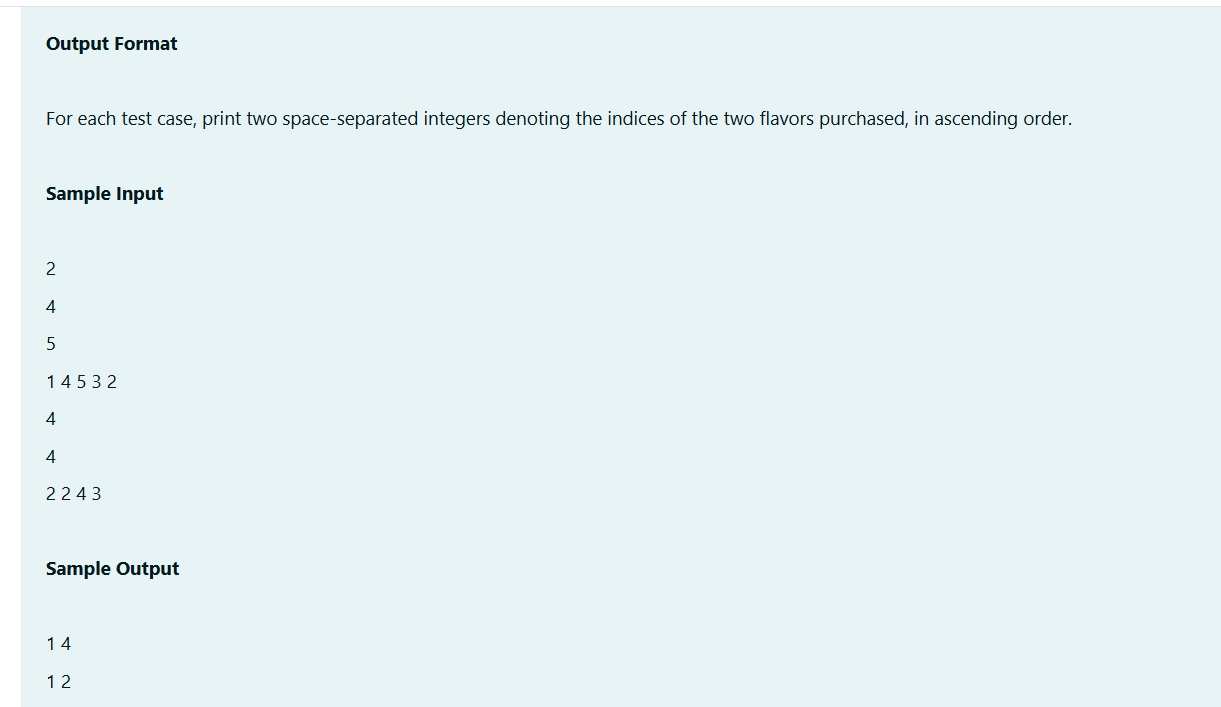 Output Format
For each test case, print two space-separated integers denoting the indices of the two flavors purchased, in ascending order.
Sample Input
2
4
5
1 4 5 3 2
4
4
2 2 4 3
Sample Output
1 4
1 2